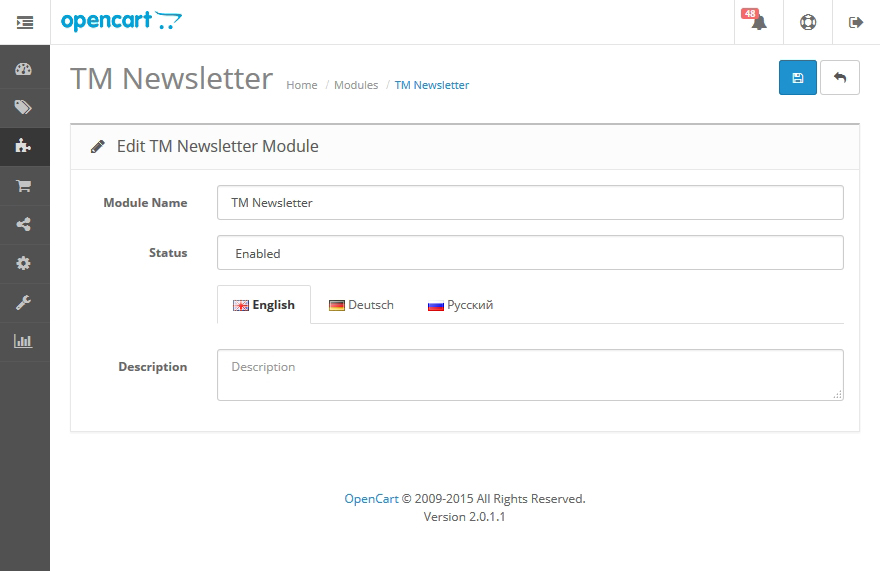 opencart
48
TM Newsletter
Home / Modules / TM Newsletter
Edit TM Newsletter Module
Module Name
TM Newsletter
Status
Enabled
English
Deutsch
Русский
Description
Description
OpenCart © 2009-2015 All Rights Reserved.
Version 2.0.1.1